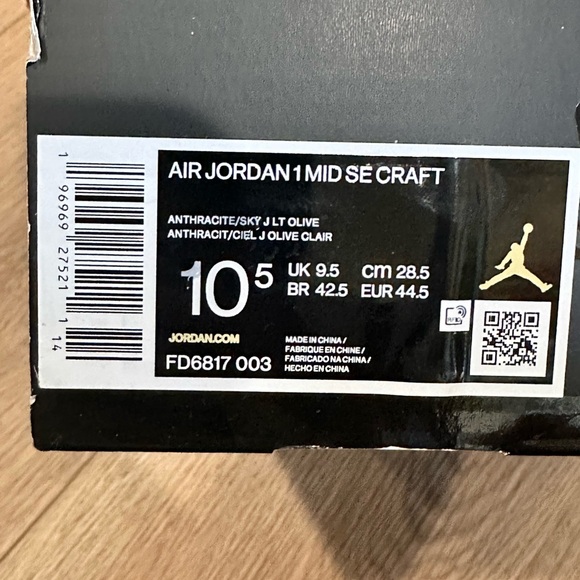 AIR JORDAN 1 MID SE CRAFT
ANTHRACITE/SKY J LT OLIVE
ANTHRACIT/CIEL J OLIVE CLAIR
10⁵
UK 9.5 cm 28.5
BR 42.5 EUR 44.5
JORDAN.COM
FD6817 003
MADE IN CHINA /
FABRIQUE EN CHINE /
FABRICADO NA CHINA /
HECHO EN CHINA
1 96969 27521 1 14